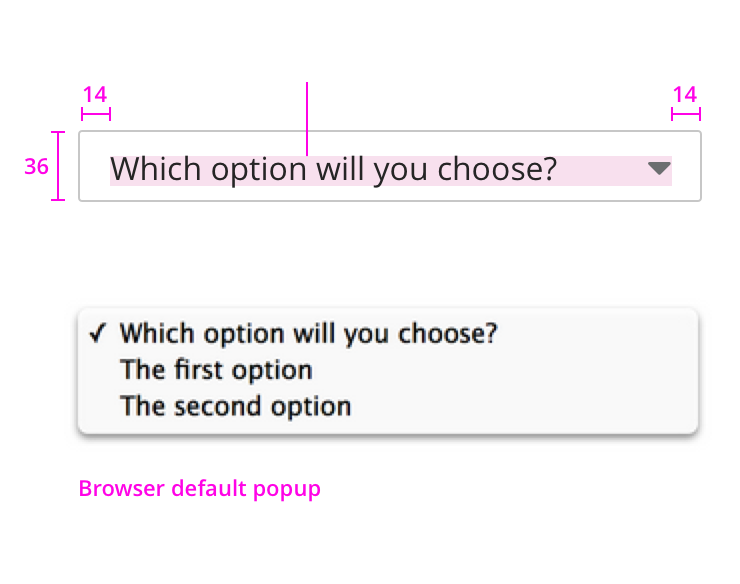 14 14
36
Which option will you choose?
✓ Which option will you choose?
The first option
The second option
Browser default popup